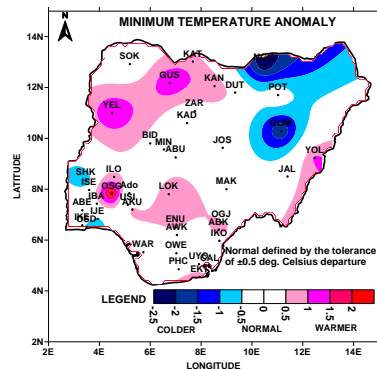 MINIMUM TEMPERATURE ANOMALY
N
14N
12N
10N
8N
6N
4N
2N
LATITUDE
SOK
KAT
GUS
KAN
DUT
POT
YEL
ZAR
KAD
GOM
BID
MIN
ABU
JOS
YOL
SHK
ILO
JAL
ISE
OSG
Ado
MAK
IBA
USI
LOK
ABE
IJE
AKU
IKE
OSD
ENU
OGJ
AWK
ABK
IKO
WAR
OWE
Normal defined by the tolerance
of ±0.5 deg. Celsius departure
PHC
UYO
CAL
EKT
LEGEND
-2.5
-2
-1.5
-1
-0.5
0.5
1
1.5
2
COLDER
NORMAL
WARMER
2E
4E
6E
8E
10E
12E
14E
LONGITUDE